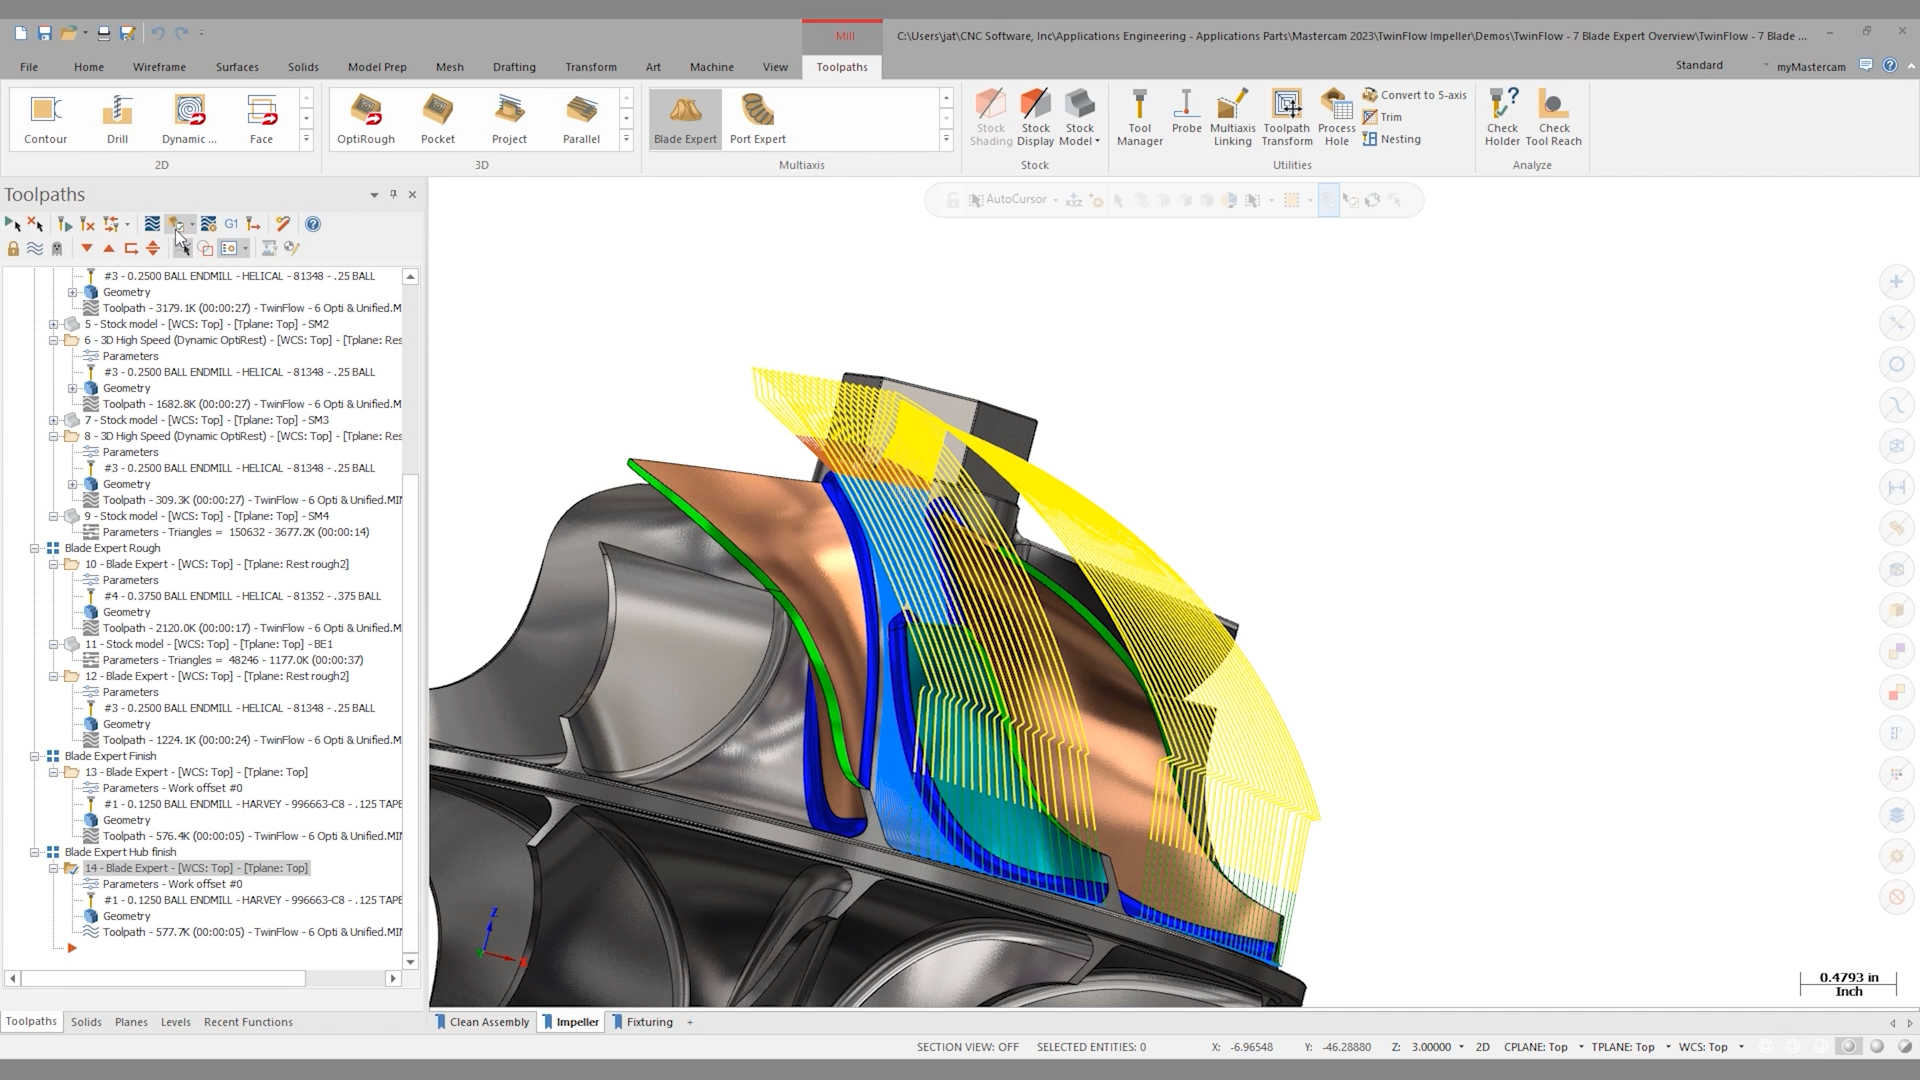 Mill
C:\Users\jat\CNC Software, Inc\Applications Engineering - Applications Parts\Mastercam 2023\TwinFlow Impeller\Demos\TwinFlow - 7 Blade Expert Overview\TwinFlow - 7 Blade ...
File Home Wireframe Surfaces Solids Model Prep Mesh Drafting Transform Art Machine View Toolpaths
Standard myMastercam
Contour Drill Dynamic ... Face
OptiRough Pocket Project Parallel
Blade Expert Port Expert
Stock Shading
Stock Display
Stock Model
Tool Manager
Probe
Multiaxis Linking
Toolpath Transform
Process Hole
Convert to 5-axis
Trim
Nesting
Check Holder
Check Tool Reach
2D 3D Multiaxis Stock Utilities Analyze
Toolpaths
AutoCursor
G1
#3 - 0.2500 BALL ENDMILL - HELICAL - 81348 - .25 BALL
Geometry
Toolpath - 3179.1K (00:00:27) - TwinFlow - 6 Opti & Unified.M
5 - Stock model - [WCS: Top] - [Tplane: Top] - SM2
6 - 3D High Speed (Dynamic OptiRest) - [WCS: Top] - [Tplane: Res
Parameters
#3 - 0.2500 BALL ENDMILL - HELICAL - 81348 - .25 BALL
Geometry
Toolpath - 1682.8K (00:00:27) - TwinFlow - 6 Opti & Unified.M
7 - Stock model - [WCS: Top] - [Tplane: Top] - SM3
8 - 3D High Speed (Dynamic OptiRest) - [WCS: Top] - [Tplane: Res
Parameters
#3 - 0.2500 BALL ENDMILL - HELICAL - 81348 - .25 BALL
Geometry
Toolpath - 309.3K (00:00:27) - TwinFlow - 6 Opti & Unified.MIN
9 - Stock model - [WCS: Top] - [Tplane: Top] - SM4
Parameters - Triangles = 150632 - 3677.2K (00:00:14)
Blade Expert Rough
10 - Blade Expert - [WCS: Top] - [Tplane: Rest rough2]
Parameters
#4 - 0.3750 BALL ENDMILL - HELICAL - 81352 - .375 BALL
Geometry
Toolpath - 2120.0K (00:00:17) - TwinFlow - 6 Opti & Unified.M
11 - Stock model - [WCS: Top] - [Tplane: Top] - BE1
Parameters - Triangles = 48246 - 1177.0K (00:00:37)
12 - Blade Expert - [WCS: Top] - [Tplane: Rest rough2]
Parameters
#3 - 0.2500 BALL ENDMILL - HELICAL - 81348 - .25 BALL
Geometry
Toolpath - 1224.1K (00:00:24) - TwinFlow - 6 Opti & Unified.M
Blade Expert Finish
13 - Blade Expert - [WCS: Top] - [Tplane: Top]
Parameters - Work offset #0
#1 - 0.1250 BALL ENDMILL - HARVEY - 996663-C8 - .125 TAPE
Geometry
Toolpath - 576.4K (00:00:05) - TwinFlow - 6 Opti & Unified.MIN
Blade Expert Hub finish
14 - Blade Expert - [WCS: Top] - [Tplane: Top]
Parameters - Work offset #0
#1 - 0.1250 BALL ENDMILL - HARVEY - 996663-C8 - .125 TAPE
Geometry
Toolpath - 577.7K (00:00:05) - TwinFlow - 6 Opti & Unified.MIN
Z
0.4793 in
Inch
Toolpaths Solids Planes Levels Recent Functions
Clean Assembly Impeller Fixturing +
SECTION VIEW: OFF SELECTED ENTITIES: 0 X: -6.96548 Y: -46.28880 Z: 3.00000 2D CPLANE: Top TPLANE: Top WCS: Top